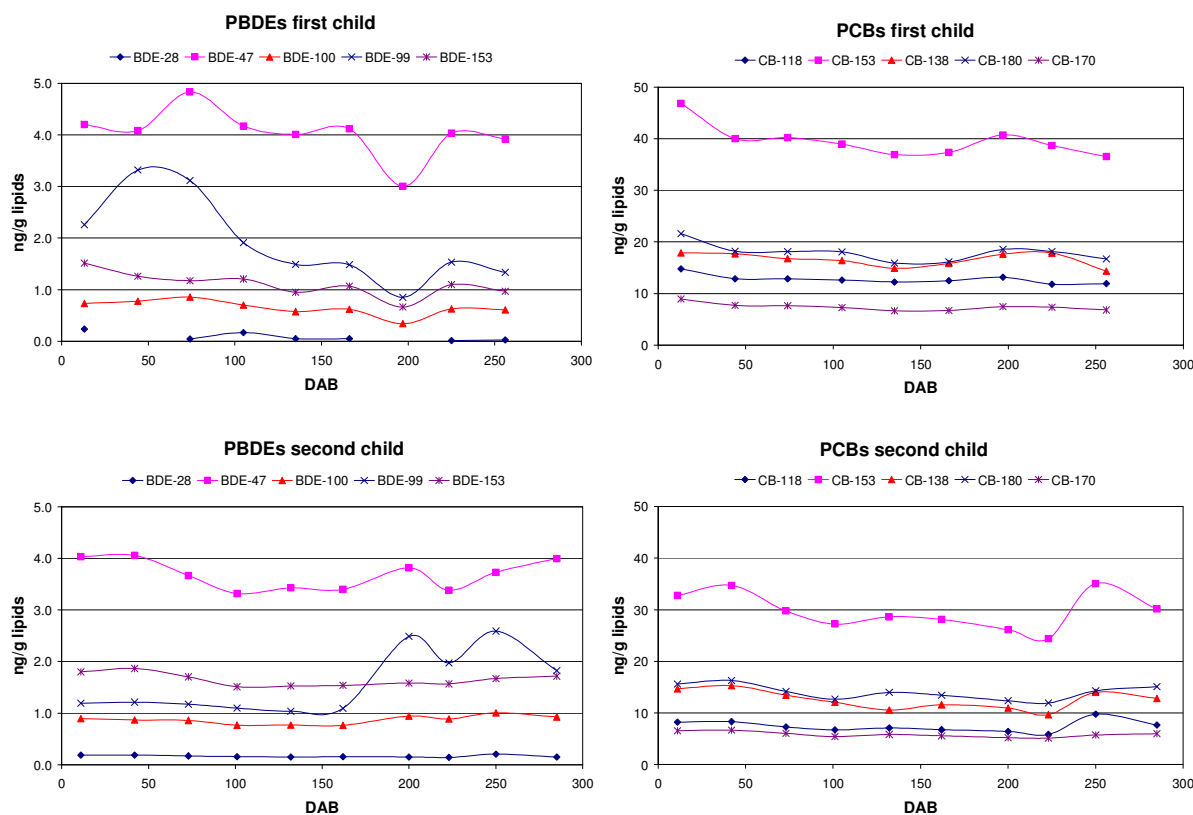 PBDEs first child
BDE-28 BDE-47 BDE-100 BDE-99 BDE-153
5.0
4.0
3.0
2.0
1.0
0.0
ng/g lipids
0 50 100 150 200 250 300
DAB
PCBs first child
CB-118 CB-153 CB-138 CB-180 CB-170
50
40
30
20
10
0
ng/g lipids
0 50 100 150 200 250 300
DAB
PBDEs second child
BDE-28 BDE-47 BDE-100 BDE-99 BDE-153
5.0
4.0
3.0
2.0
1.0
0.0
ng/g lipids
0 50 100 150 200 250 300
DAB
PCBs second child
CB-118 CB-153 CB-138 CB-180 CB-170
50
40
30
20
10
0
ng/g lipids
0 50 100 150 200 250 300
DAB